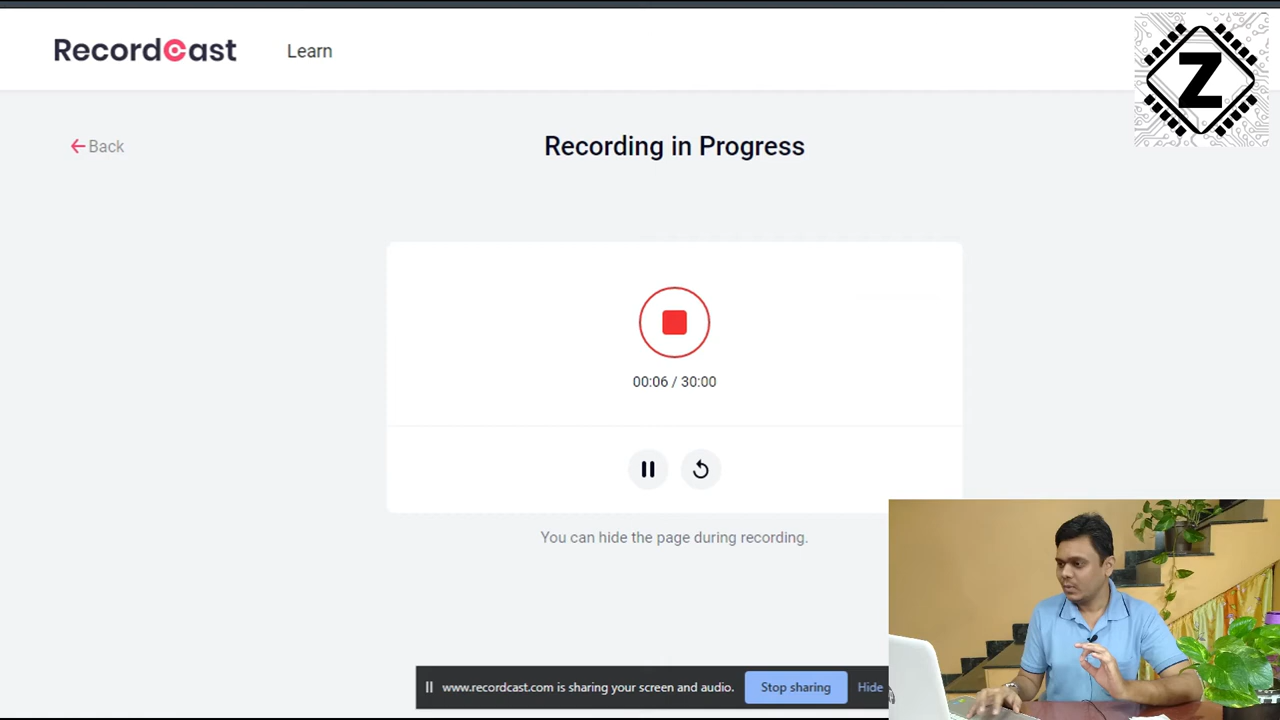 RecordCast
Learn
Z
Back
Recording in Progress
00:06 / 30:00
You can hide the page during recording.
www.recordcast.com is sharing your screen and audio.
Stop sharing
Hide